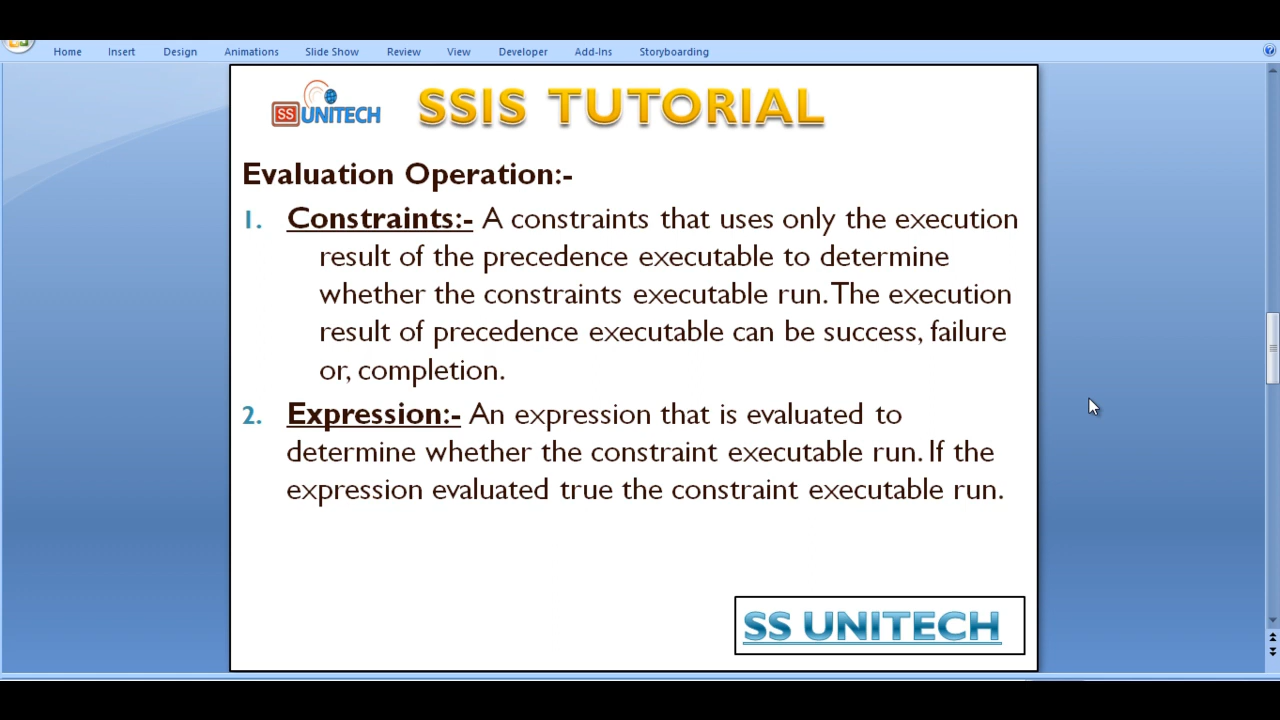 Home Insert Design Animations Slide Show Review View Developer Add-Ins Storyboarding
SS UNITECH SSIS TUTORIAL
Evaluation Operation:-
1. Constraints:- A constraints that uses only the execution
result of the precedence executable to determine
whether the constraints executable run. The execution
result of precedence executable can be success, failure
or, completion.
2. Expression:- An expression that is evaluated to
determine whether the constraint executable run. If the
expression evaluated true the constraint executable run.
SS UNITECH